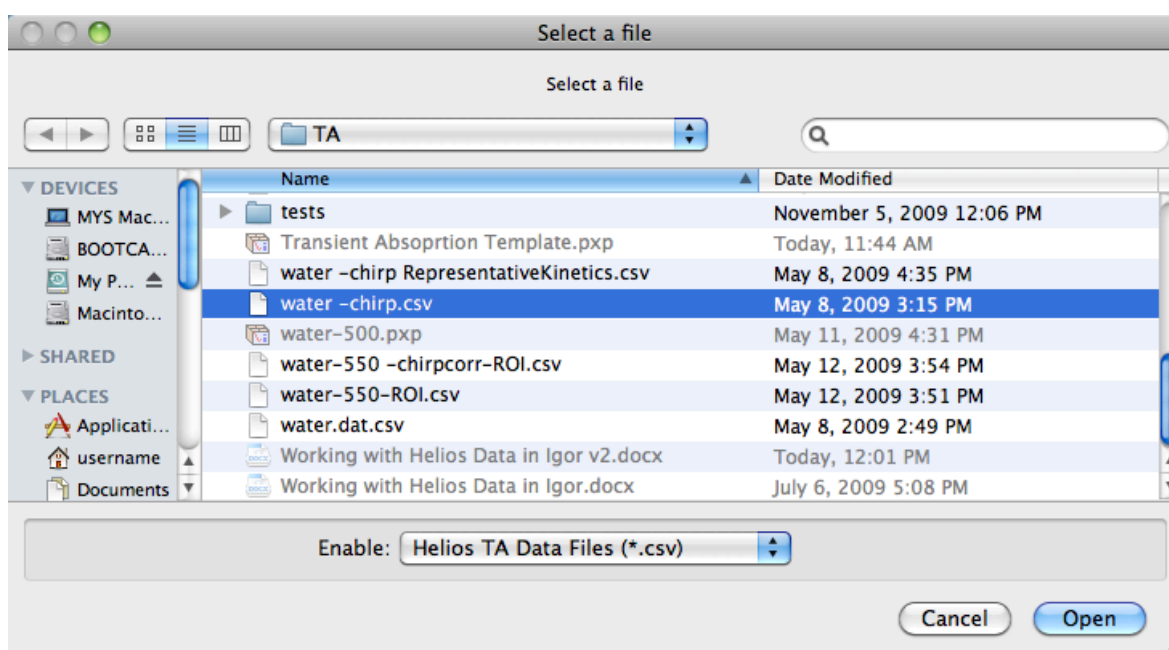 Select a file
Select a file
TA
Name Date Modified
DEVICES
MYS Mac...
BOOTCA...
My P...
Macinto...
SHARED
PLACES
Applicati...
username
Documents
tests November 5, 2009 12:06 PM
Transient Absoprtion Template.pxp Today, 11:44 AM
water -chirp RepresentativeKinetics.csv May 8, 2009 4:35 PM
water -chirp.csv May 8, 2009 3:15 PM
water-500.pxp May 11, 2009 4:31 PM
water-550 -chirpcorr-ROI.csv May 12, 2009 3:54 PM
water-550-ROI.csv May 12, 2009 3:51 PM
water.dat.csv May 8, 2009 2:49 PM
Working with Helios Data in Igor v2.docx Today, 12:01 PM
Working with Helios Data in Igor.docx July 6, 2009 5:08 PM
Enable: Helios TA Data Files (*.csv)
Cancel Open